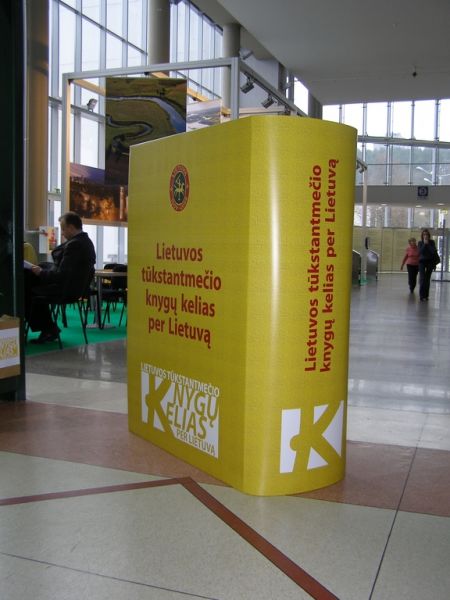 Lietuvos
tūkstantmečio
knygų kelias
per Lietuvą
LIETUVOS TŪKSTANTMEČIO
KNYGŲ
KELIAS
PER LIETUVĄ
Lietuvos tūkstantmečio
knygų kelias per Lietuvą
K